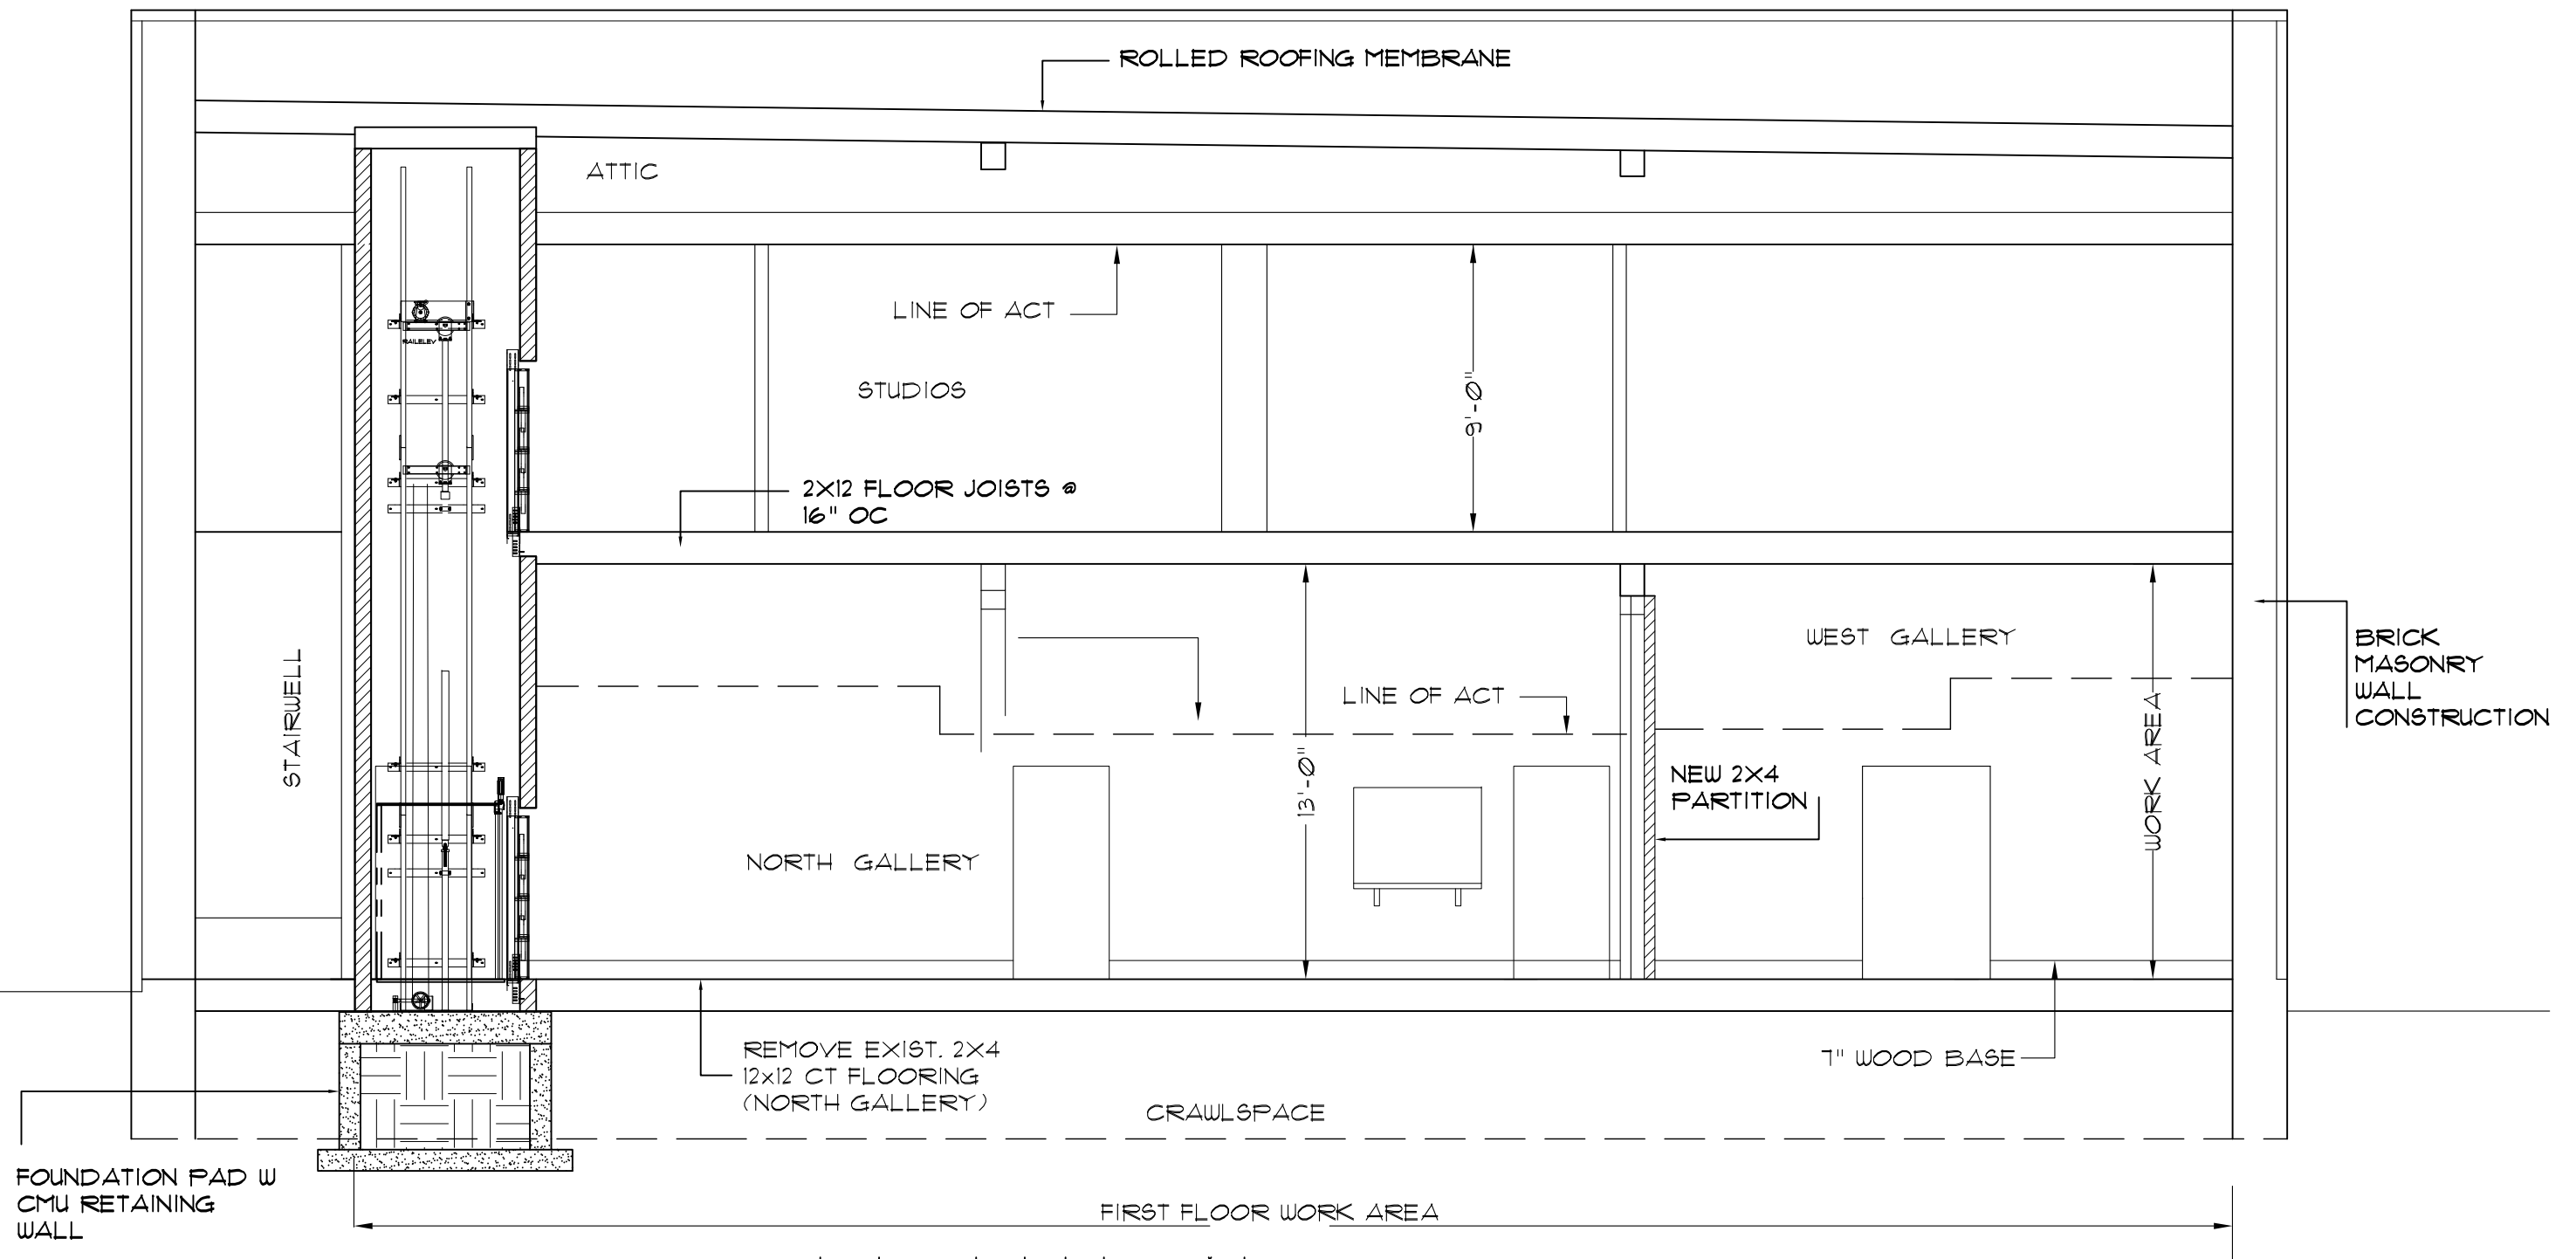 ROLLED ROOFING MEMBRANE
ATTIC
LINE OF ACT
RAILELEV
STUDIOS
9'-0"
2X12 FLOOR JOISTS @
16" OC
STAIRWELL
WEST GALLERY
BRICK
MASONRY
WALL
CONSTRUCTION
LINE OF ACT
WORK AREA
13'-0"
NEW 2X4
PARTITION
NORTH GALLERY
REMOVE EXIST. 2X4
12x12 CT FLOORING
(NORTH GALLERY)
7" WOOD BASE
CRAWLSPACE
FOUNDATION PAD W
CMU RETAINING
WALL
FIRST FLOOR WORK AREA